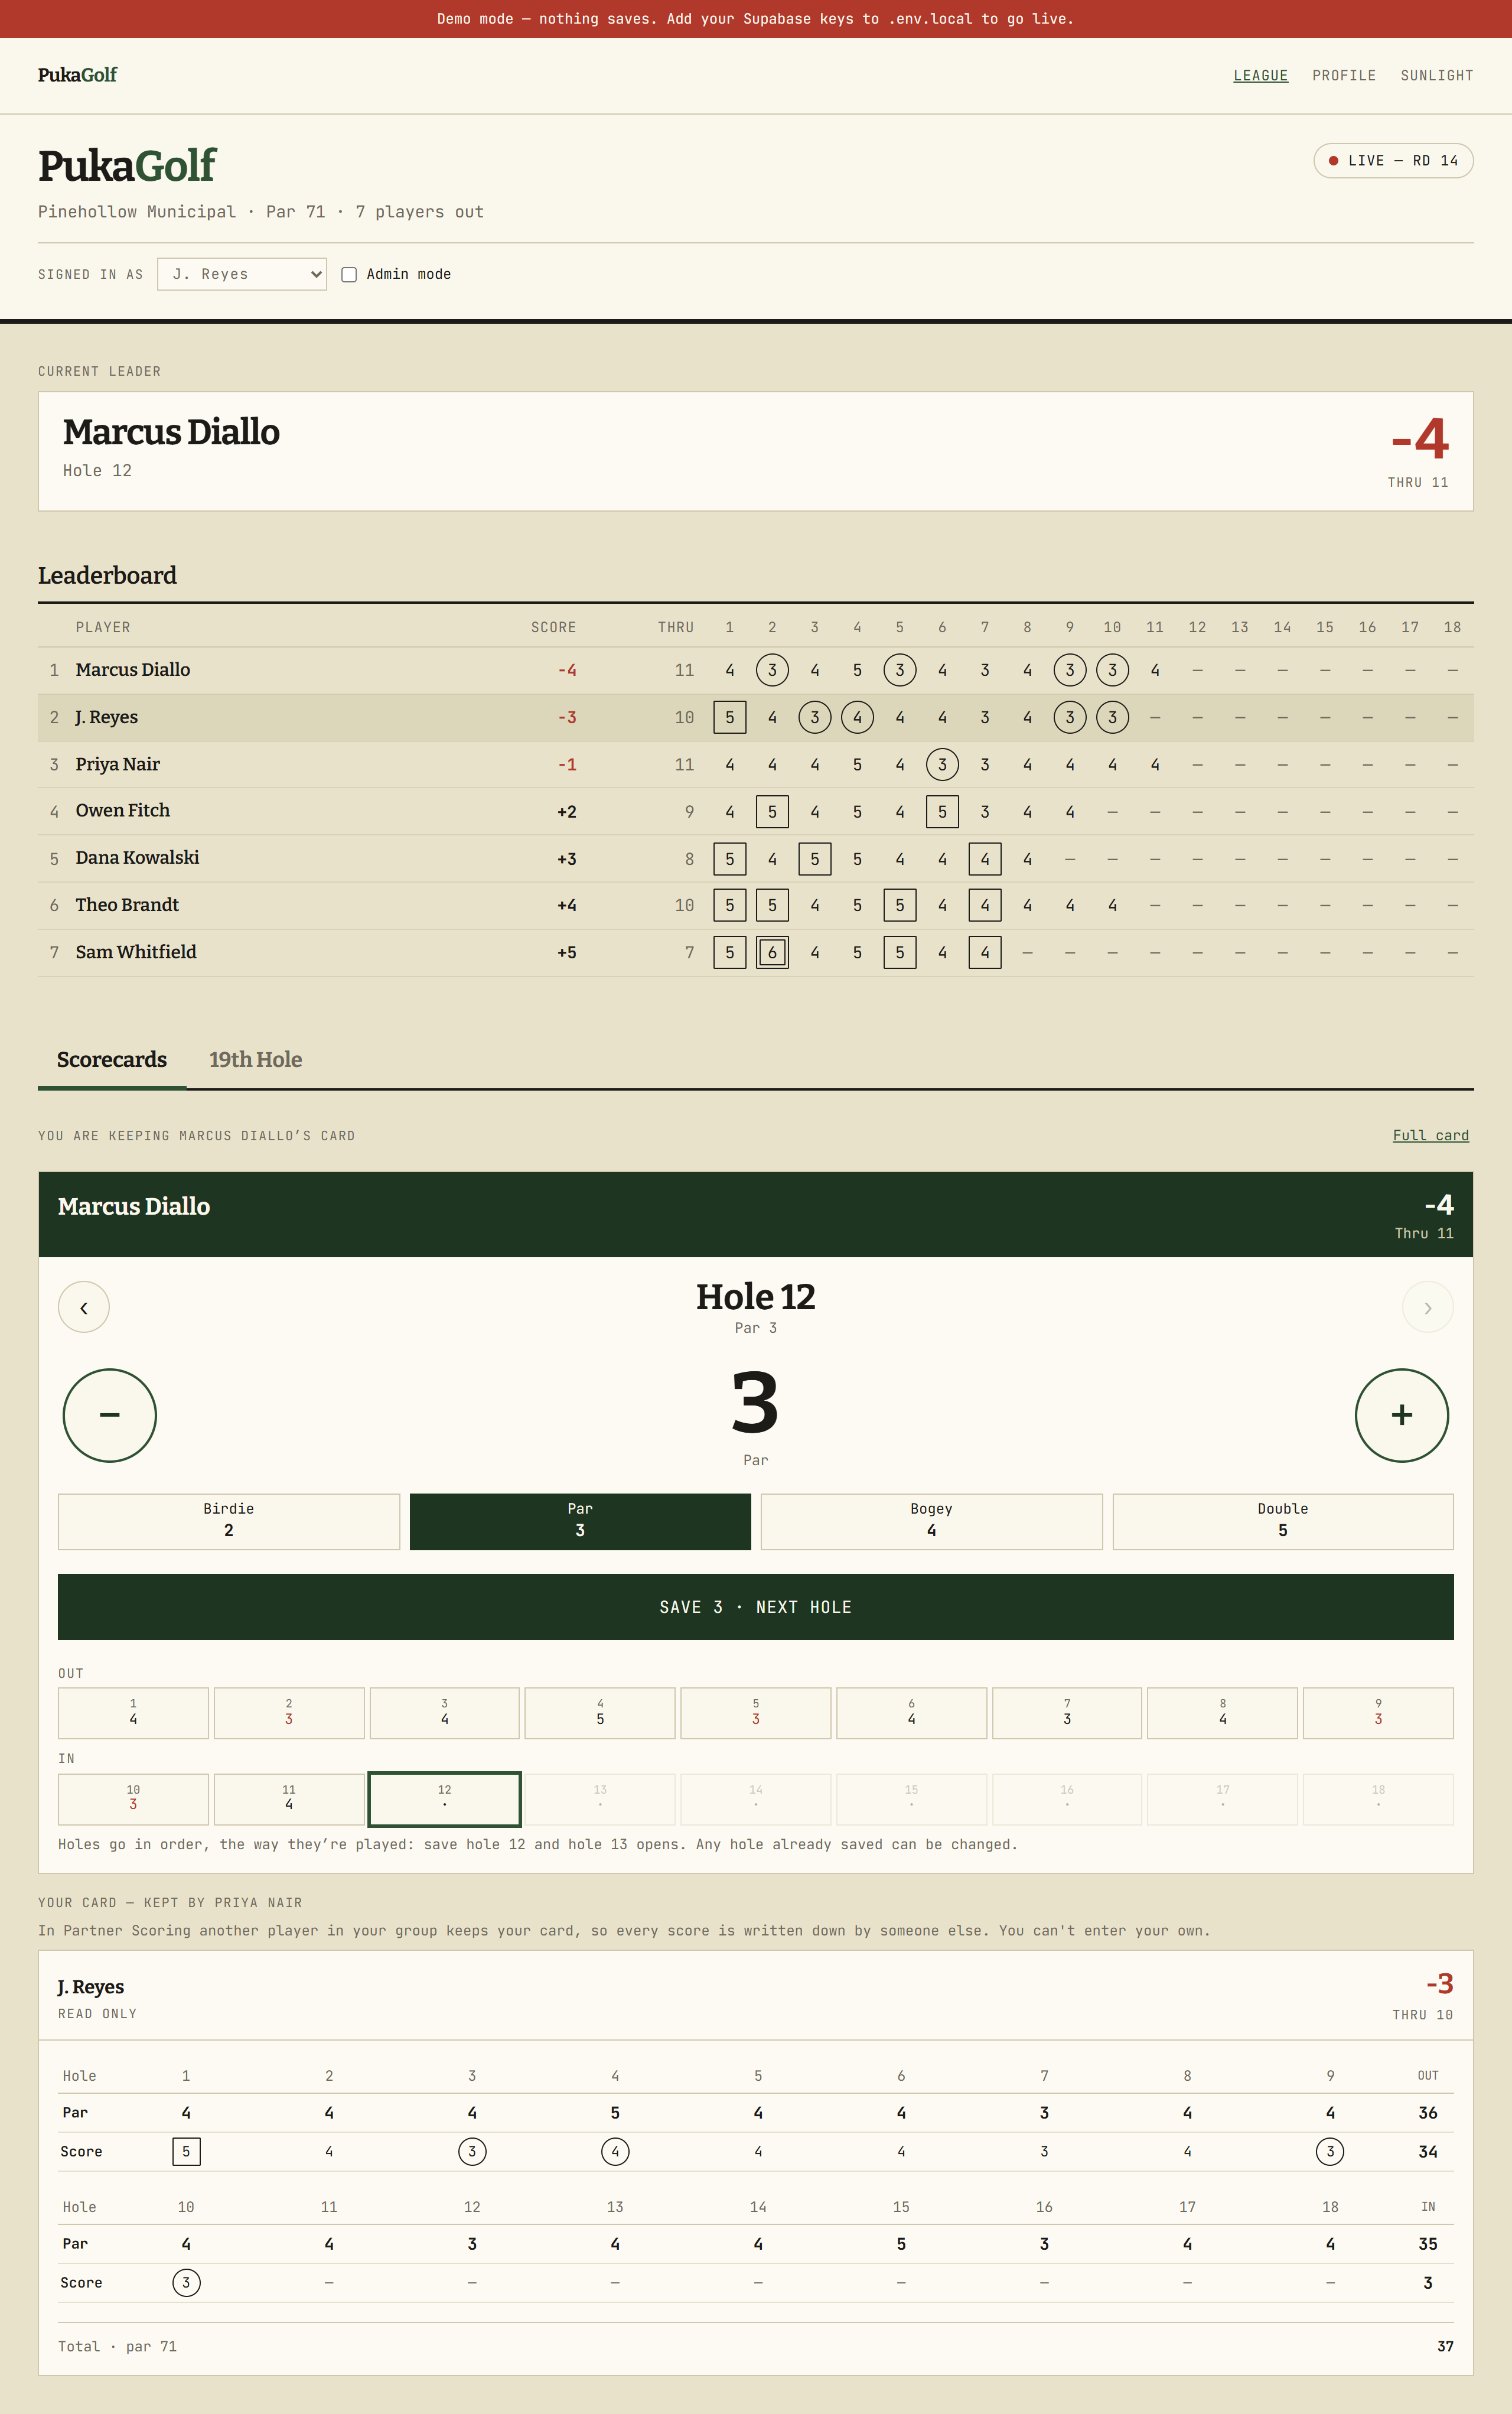 Demo mode — nothing saves. Add your Supabase keys to .env.local to go live.
PukaGolf
LEAGUE PROFILE SUNLIGHT
PukaGolf
LIVE — RD 14
Pinehollow Municipal · Par 71 · 7 players out
SIGNED IN AS J. Reyes Admin mode
CURRENT LEADER
Marcus Diallo -4
Hole 12 THRU 11
Leaderboard
PLAYER SCORE THRU 1 2 3 4 5 6 7 8 9 10 11 12 13 14 15 16 17 18
1 Marcus Diallo -4 11 4 3 4 5 3 4 3 4 3 3 4 — — — — — — —
2 J. Reyes -3 10 5 4 3 4 4 4 3 4 3 3 — — — — — — — —
3 Priya Nair -1 11 4 4 4 5 4 3 3 4 4 4 4 — — — — — — —
4 Owen Fitch +2 9 4 5 4 5 4 5 3 4 4 — — — — — — — — —
5 Dana Kowalski +3 8 5 4 5 5 4 4 4 4 — — — — — — — — — —
6 Theo Brandt +4 10 5 5 4 5 5 4 4 4 4 4 — — — — — — — —
7 Sam Whitfield +5 7 5 6 4 5 5 4 4 — — — — — — — — — — —
Scorecards 19th Hole
YOU ARE KEEPING MARCUS DIALLO’S CARD Full card
Marcus Diallo -4
Thru 11
‹ Hole 12 ›
Par 3
− 3 +
Par
Birdie Par Bogey Double
2 3 4 5
SAVE 3 · NEXT HOLE
OUT
1 2 3 4 5 6 7 8 9
4 3 4 5 3 4 3 4 3
IN
10 11 12 13 14 15 16 17 18
3 4 · · · · · · ·
Holes go in order, the way they’re played: save hole 12 and hole 13 opens. Any hole already saved can be changed.
YOUR CARD — KEPT BY PRIYA NAIR
In Partner Scoring another player in your group keeps your card, so every score is written down by someone else. You can't enter your own.
J. Reyes -3
READ ONLY THRU 10
Hole 1 2 3 4 5 6 7 8 9 OUT
Par 4 4 4 5 4 4 3 4 4 36
Score 5 4 3 4 4 4 3 4 3 34
Hole 10 11 12 13 14 15 16 17 18 IN
Par 4 4 3 4 4 5 3 4 4 35
Score 3 — — — — — — — — 3
Total · par 71 37